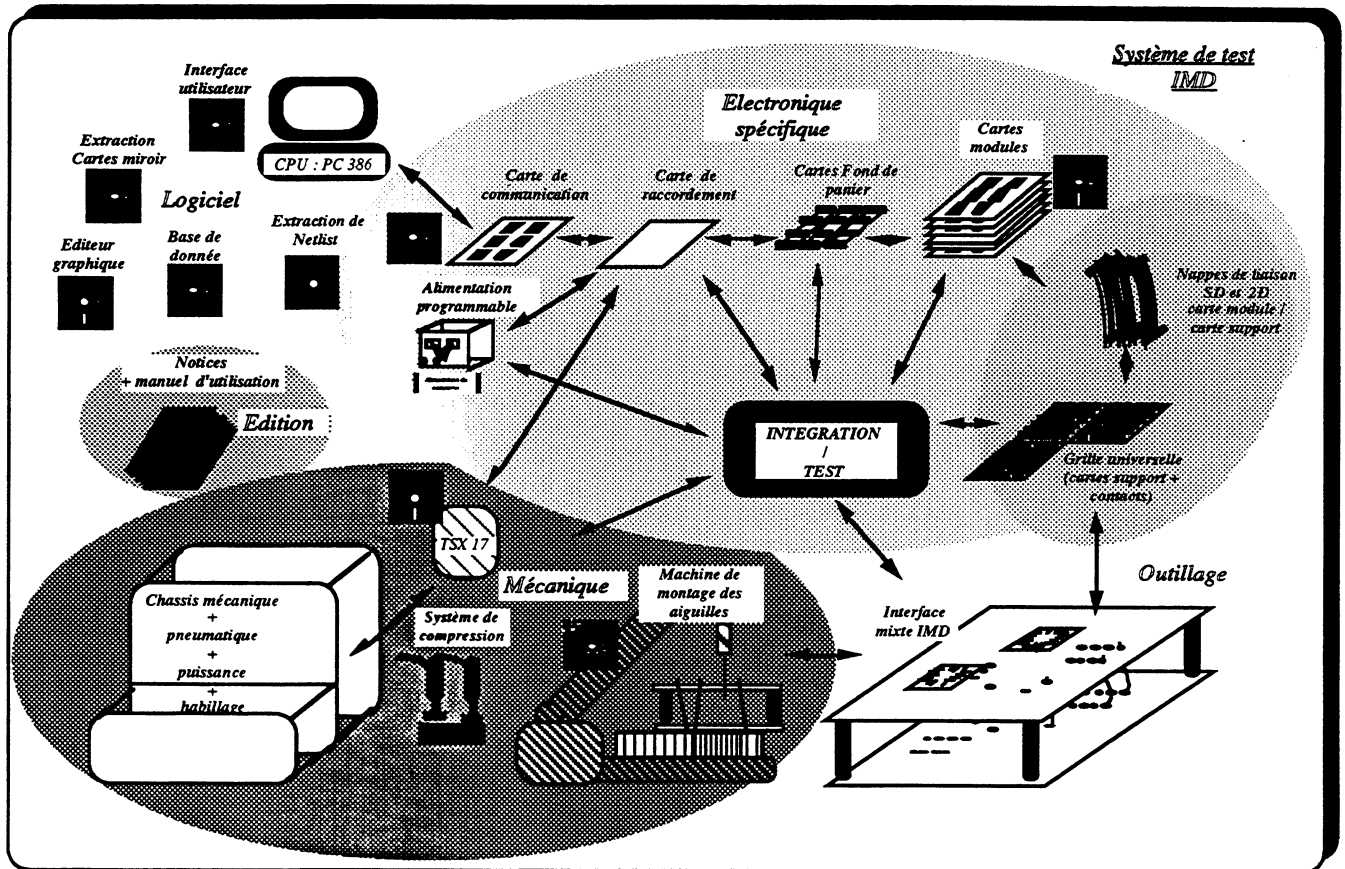 Système de test
IMD
Interface
utilisateur
CPU : PC 386
Extraction
Cartes miroir
Logiciel
Editeur
graphique
Base de
donnée
Extraction de
Netlist
Electronique
spécifique
Carte de
communication
Carte de
raccordement
Cartes Fond de
panier
Cartes
modules
Alimentation
programmable
Nappes de liaison
SD et 2D
carte module /
carte support
Notices
+ manuel d'utilisation
Edition
INTEGRATION
/
TEST
Grille universelle
(cartes support +
contacts)
TSX 17
Mécanique
Chassis mécanique
+
pneumatique
+
puissance
+
habillage
Système de
compression
Machine de
montage des
aiguilles
Outillage
Interface
mixte IMD